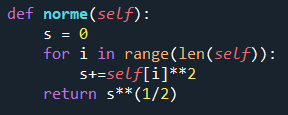 def norme(self):
    s = 0
    for i in range(len(self)):
        s+=self[i]**2
    return s**(1/2)